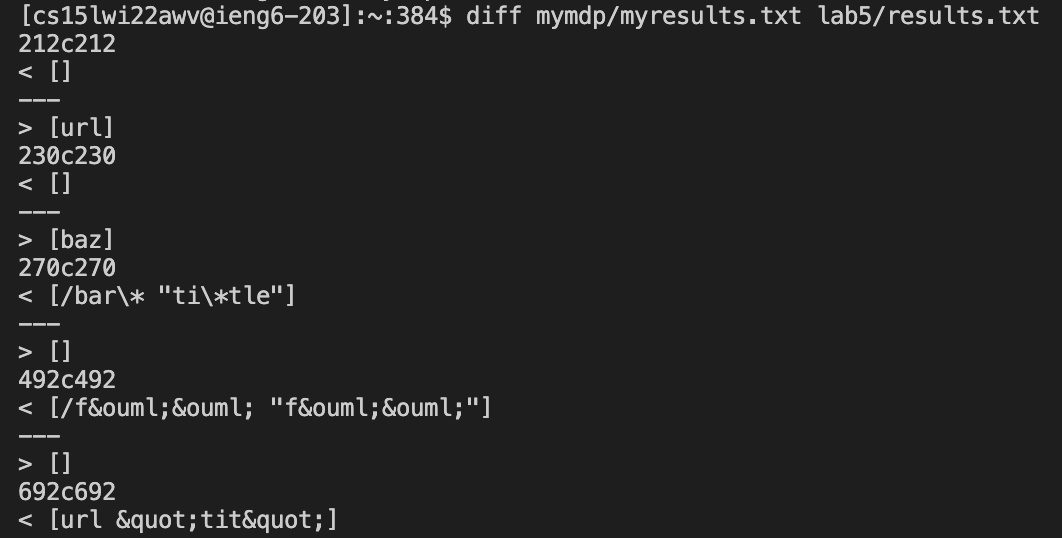 [cs15lwi22awv@ieng6-203]:~:384$ diff mymdp/myresults.txt lab5/results.txt
212c212
< []
---
> [url]
230c230
< []
---
> [baz]
270c270
< [/bar\* "ti\*tle"]
---
> []
492c492
< [/f&ouml;&ouml; "f&ouml;&ouml;"]
---
> []
692c692
< [url &quot;tit&quot;]